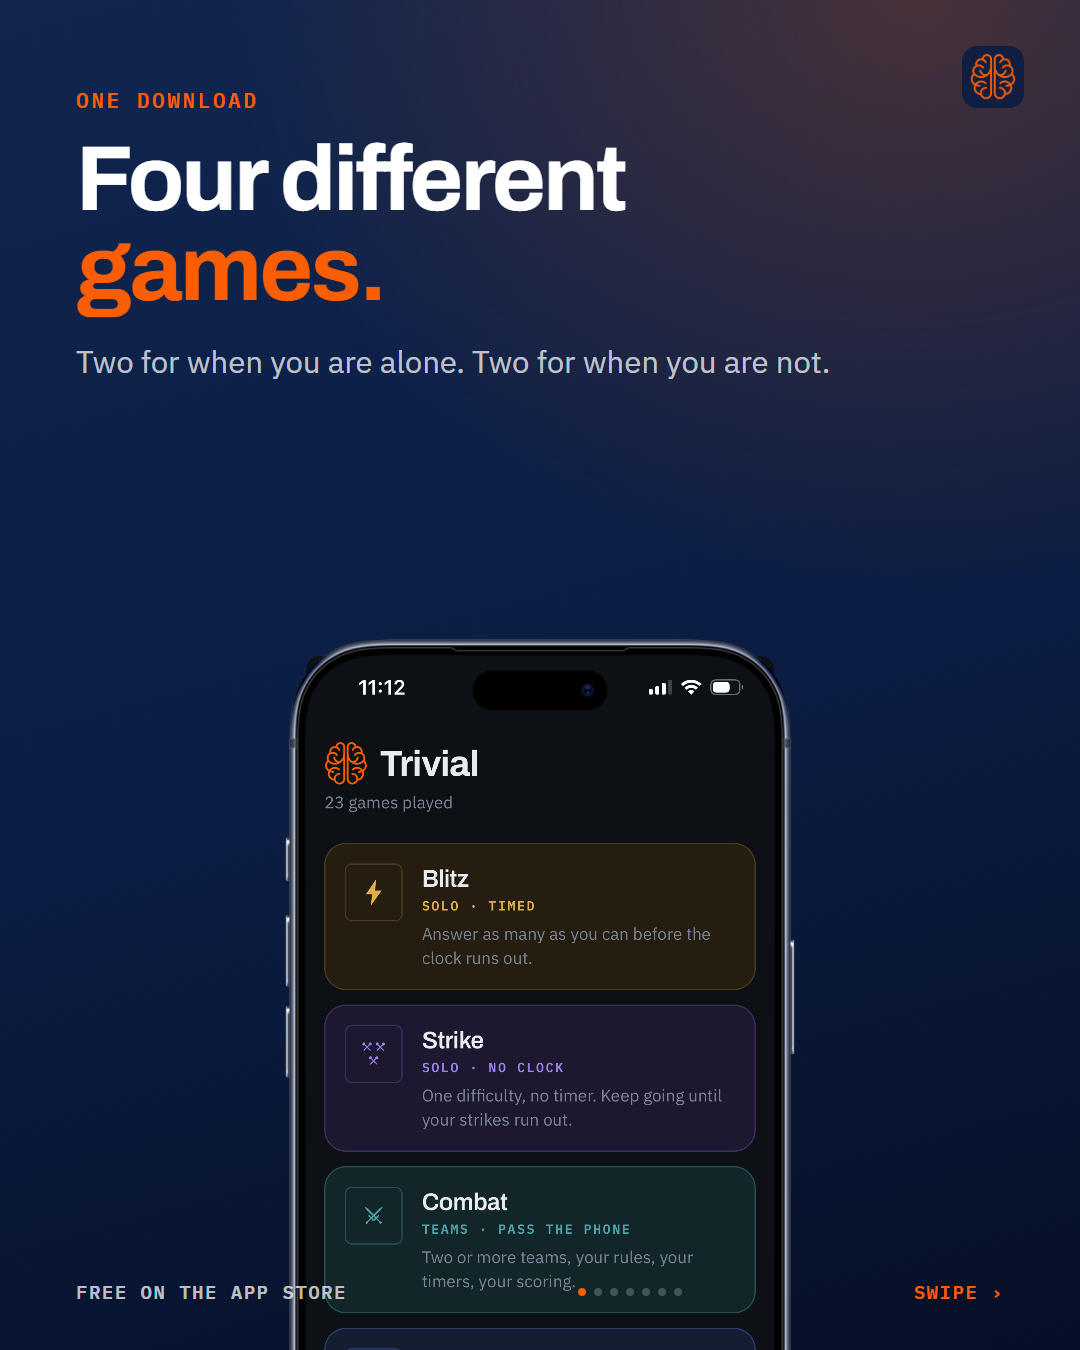 ONE DOWNLOAD
Four different
games.
Two for when you are alone. Two for when you are not.
11:12
Trivial
23 games played
Blitz
SOLO · TIMED
Answer as many as you can before the
clock runs out.
Strike
SOLO · NO CLOCK
One difficulty, no timer. Keep going until
your strikes run out.
Combat
TEAMS · PASS THE PHONE
Two or more teams, your rules, your
timers, your scoring.
FREE ON THE APP STORE
SWIPE ›